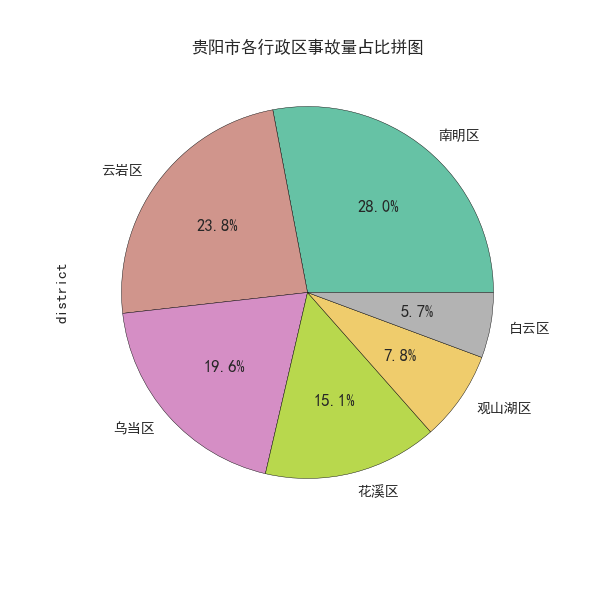 贵阳市各行政区事故量占比拼图
南明区
28.0%
云岩区
23.8%
district
乌当区
19.6%
花溪区
15.1%
观山湖区
7.8%
白云区
5.7%